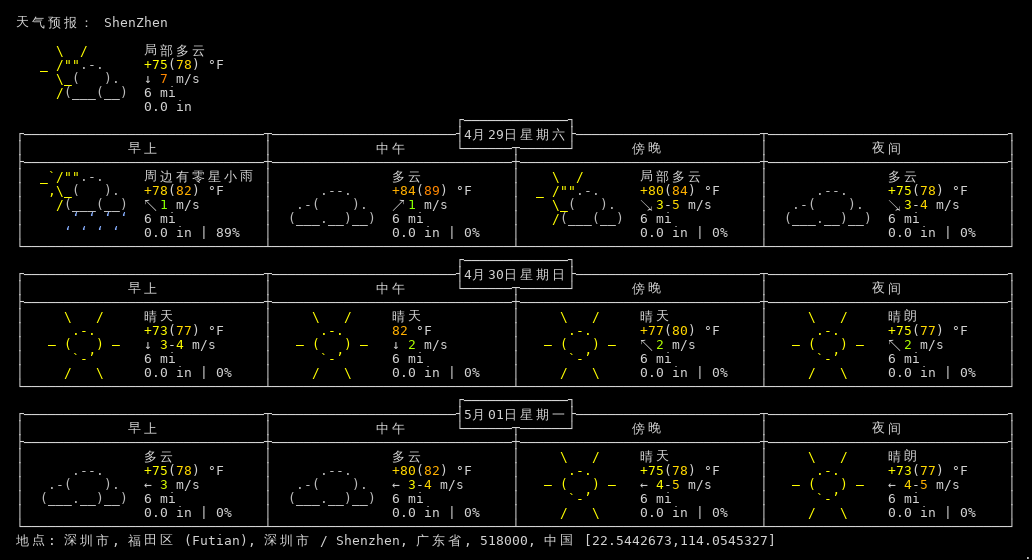 天气预报： ShenZhen
局部多云
+75(78) °F
↓ 7 m/s
6 mi
0.0 in
4月29日星期六
早上 中午 傍晚 夜间
周边有零星小雨 多云 局部多云 多云
+78(82) °F +84(89) °F +80(84) °F +75(78) °F
↖ 1 m/s ↗ 1 m/s ↘ 3-5 m/s ↘ 3-4 m/s
6 mi 6 mi 6 mi 6 mi
0.0 in | 89% 0.0 in | 0% 0.0 in | 0% 0.0 in | 0%
4月30日星期日
早上 中午 傍晚 夜间
晴天 晴天 晴天 晴朗
+73(77) °F 82 °F +77(80) °F +75(77) °F
↓ 3-4 m/s ↓ 2 m/s ↖ 2 m/s ↖ 2 m/s
6 mi 6 mi 6 mi 6 mi
0.0 in | 0% 0.0 in | 0% 0.0 in | 0% 0.0 in | 0%
5月01日星期一
早上 中午 傍晚 夜间
多云 多云 晴天 晴朗
+75(78) °F +80(82) °F +75(78) °F +73(77) °F
← 3 m/s ← 3-4 m/s ← 4-5 m/s ← 4-5 m/s
6 mi 6 mi 6 mi 6 mi
0.0 in | 0% 0.0 in | 0% 0.0 in | 0% 0.0 in | 0%
地点: 深圳市, 福田区 (Futian), 深圳市 / Shenzhen, 广东省, 518000, 中国 [22.5442673,114.0545327]